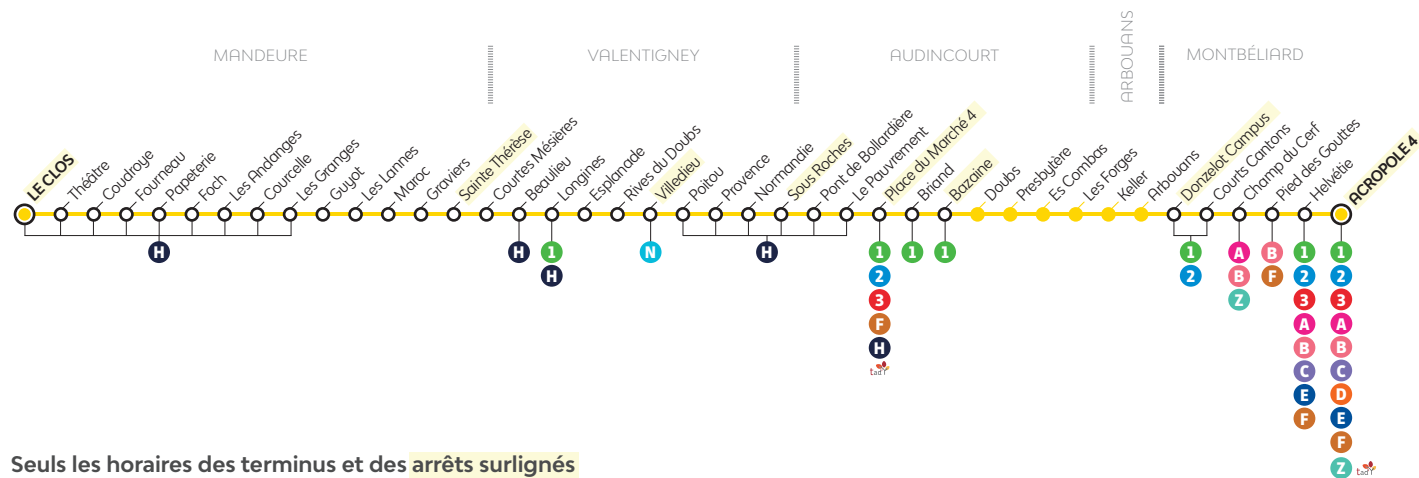 MANDEURE
VALENTIGNEY
AUDINCOURT
ARBOUANS
MONTBÉLIARD
LE CLOS
Théâtre
Coudroye
Fourneau
Papeterie
Foch
Les Andanges
Courcelle
Les Granges
Guyot
Les Lannes
Maroc
Graviers
Sainte Thérèse
Courtes Mésières
Beaulieu
Longines
Esplanade
Rives du Doubs
Villedieu
Poitou
Provence
Normandie
Sous Roches
Pont de Bollardière
Le Pauvrement
Place du Marché 4
Briand
Bazaine
Doubs
Presbytère
Es Combas
Les Forges
Keller
Arbouans
Donzelot Campus
Courts Cantons
Champ du Cerf
Pied des Gouttes
Helvétie
ACROPOLE 4
H
H
1
H
N
H
1
2
3
F
H
tad'i
1
1
1
2
A
B
Z
B
F
1
2
3
A
B
C
E
F
1
2
3
A
B
C
D
E
F
Z
tad'i
Seuls les horaires des terminus et des arrêts surlignés